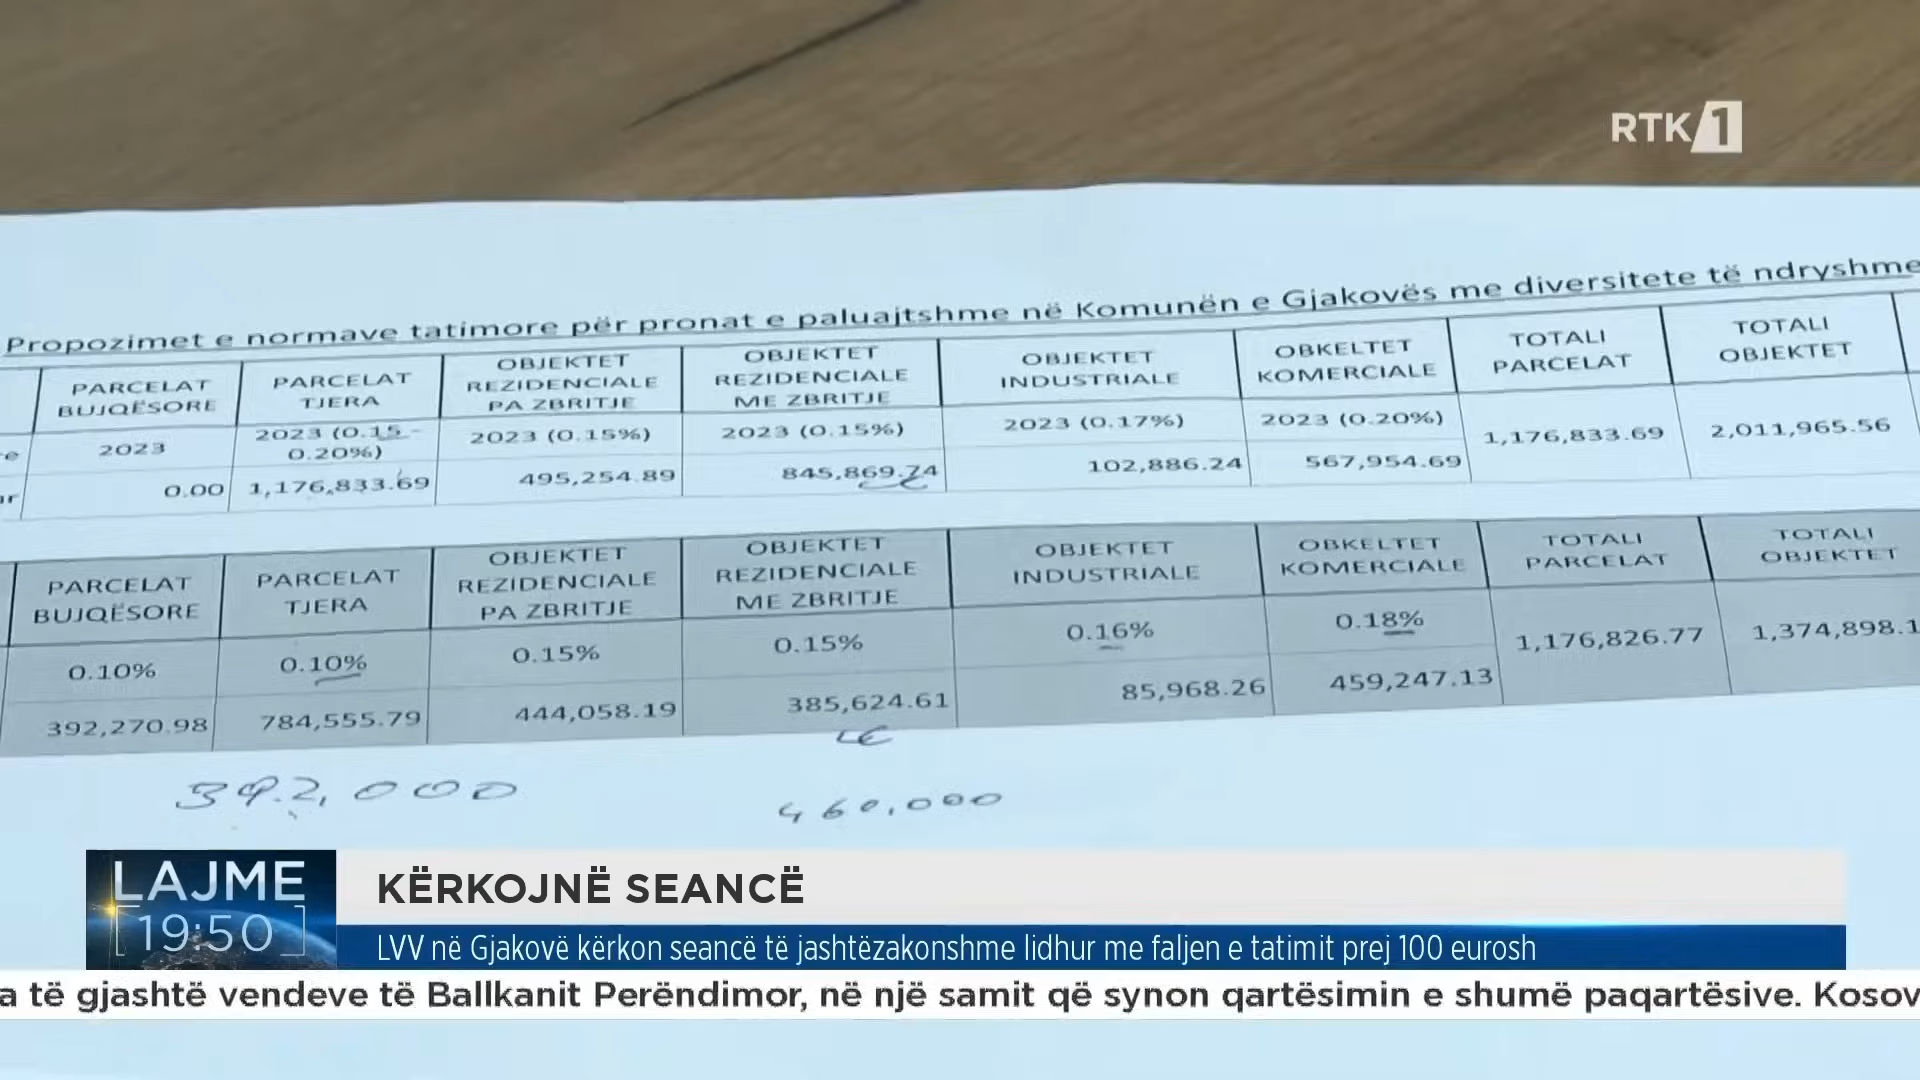 RTK 1
Propozimet e normave tatimore për pronat e paluajtshme në Komunën e Gjakovës me diversitete të ndryshme
PARCELAT BUJQËSORE
PARCELAT TJERA
OBJEKTET REZIDENCIALE PA ZBRITJE
OBJEKTET REZIDENCIALE ME ZBRITJE
OBJEKTET INDUSTRIALE
OBKELTET KOMERCIALE
TOTALI PARCELAT
TOTALI OBJEKTET
2023
2023 (0.15 - 0.20%)
2023 (0.15%)
2023 (0.15%)
2023 (0.17%)
2023 (0.20%)
1,176,833.69
2,011,965.56
0.00
1,176,833.69
495,254.89
845,869.74
102,886.24
567,954.69
PARCELAT BUJQËSORE
PARCELAT TJERA
OBJEKTET REZIDENCIALE PA ZBRITJE
OBJEKTET REZIDENCIALE ME ZBRITJE
OBJEKTET INDUSTRIALE
OBKELTET KOMERCIALE
TOTALI PARCELAT
TOTALI OBJEKTET
0.10%
0.10%
0.15%
0.15%
0.16%
0.18%
1,176,826.77
1,374,898.1
392,270.98
784,555.79
444,058.19
385,624.61
85,968.26
459,247.13
392,000
460,000
LAJME
19:50
KËRKOJNË SEANCË
LVV në Gjakovë kërkon seancë të jashtëzakonshme lidhur me faljen e tatimit prej 100 eurosh
a të gjashtë vendeve të Ballkanit Perëndimor, në një samit që synon qartësimin e shumë paqartësive. Kosov